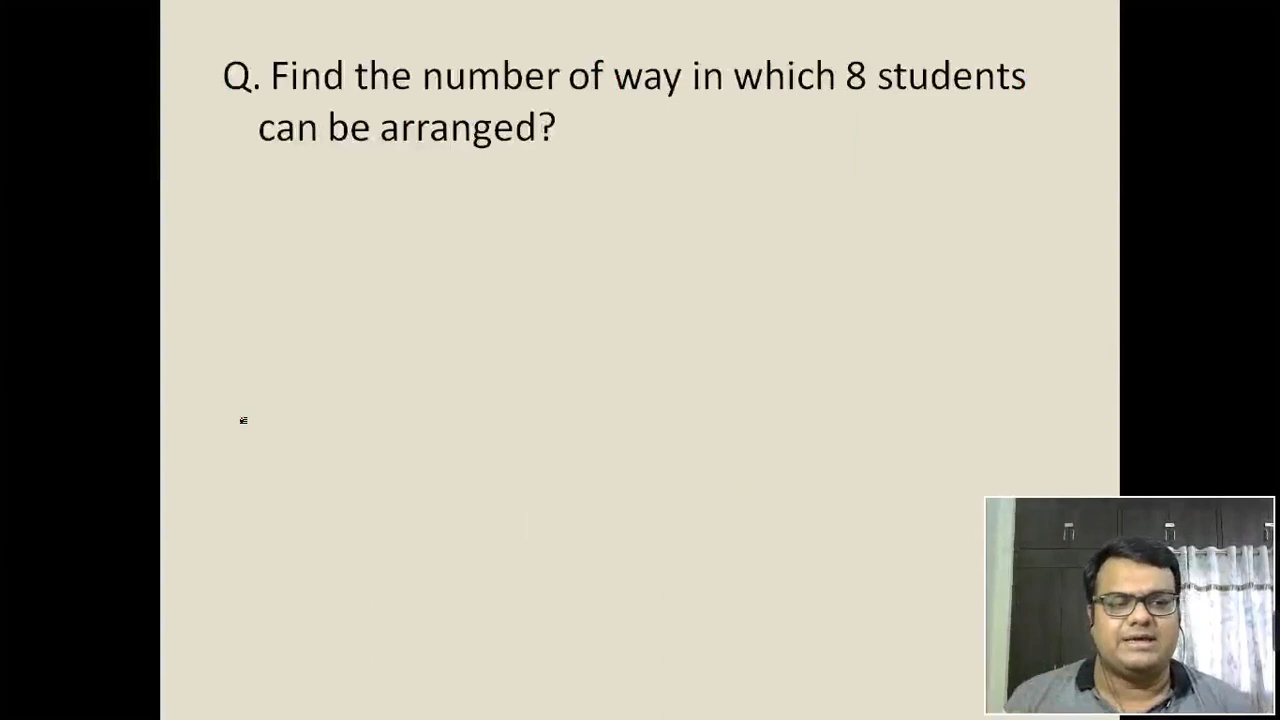 Q. Find the number of way in which 8 students
can be arranged?